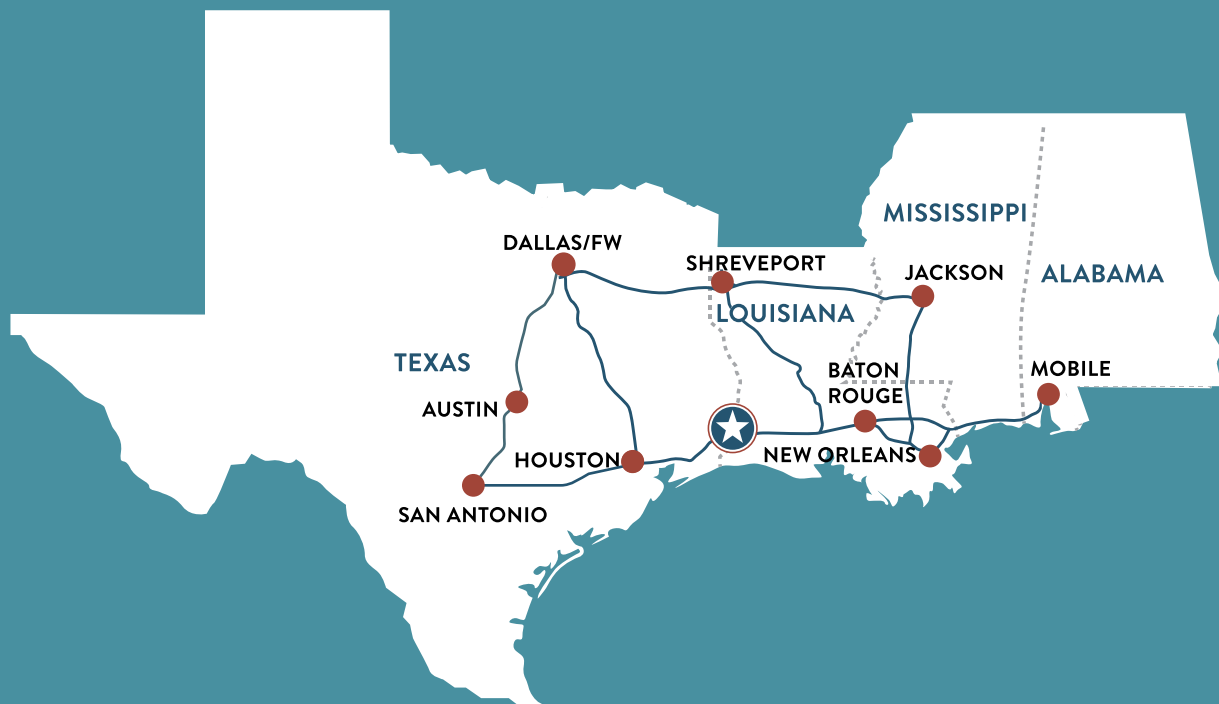 MISSISSIPPI
DALLAS/FW
SHREVEPORT
JACKSON
ALABAMA
LOUISIANA
TEXAS
BATON
ROUGE
MOBILE
AUSTIN
HOUSTON
NEW ORLEANS
SAN ANTONIO